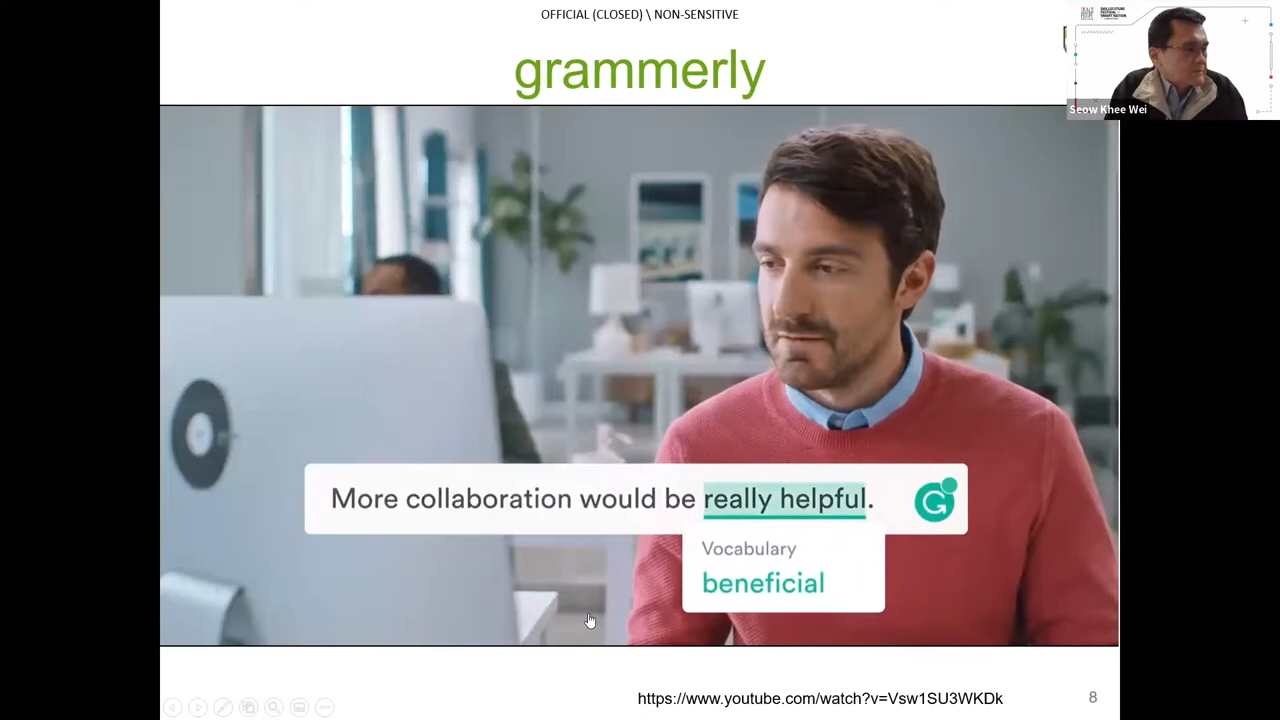 OFFICIAL (CLOSED) \ NON-SENSITIVE
grammerly
Seow Khee Wei
More collaboration would be really helpful.
Vocabulary
beneficial
https://www.youtube.com/watch?v=Vsw1SU3WKDk
8